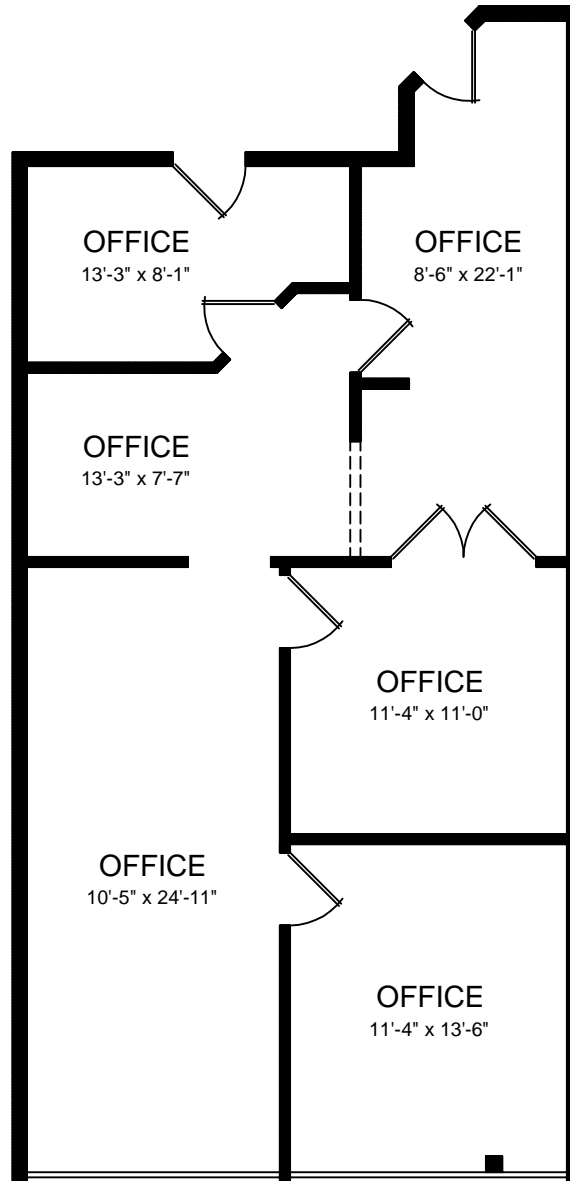 OFFICE
13'-3" x 8'-1"
OFFICE
8'-6" x 22'-1"
OFFICE
13'-3" x 7'-7"
OFFICE
11'-4" x 11'-0"
OFFICE
10'-5" x 24'-11"
OFFICE
11'-4" x 13'-6"